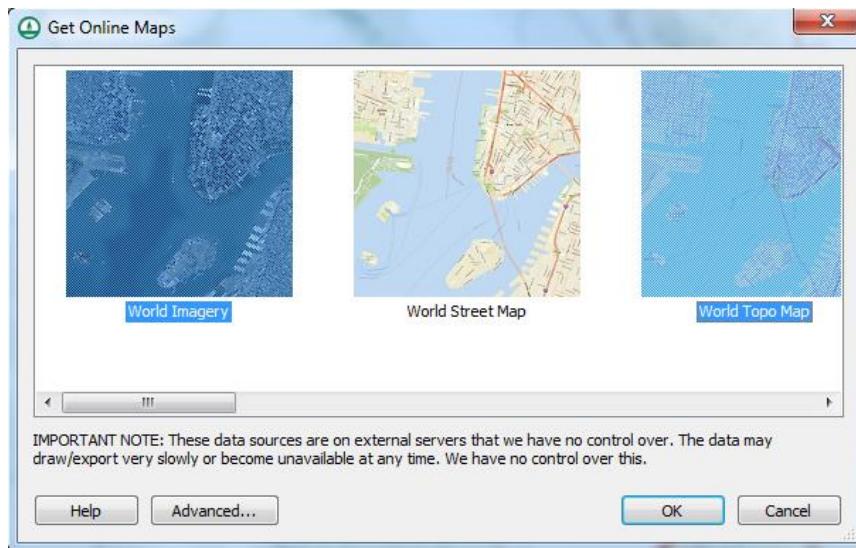 Get Online Maps
World Imagery
World Street Map
World Topo Map
IMPORTANT NOTE: These data sources are on external servers that we have no control over. The data may
draw/export very slowly or become unavailable at any time. We have no control over this.
Help
Advanced...
OK
Cancel